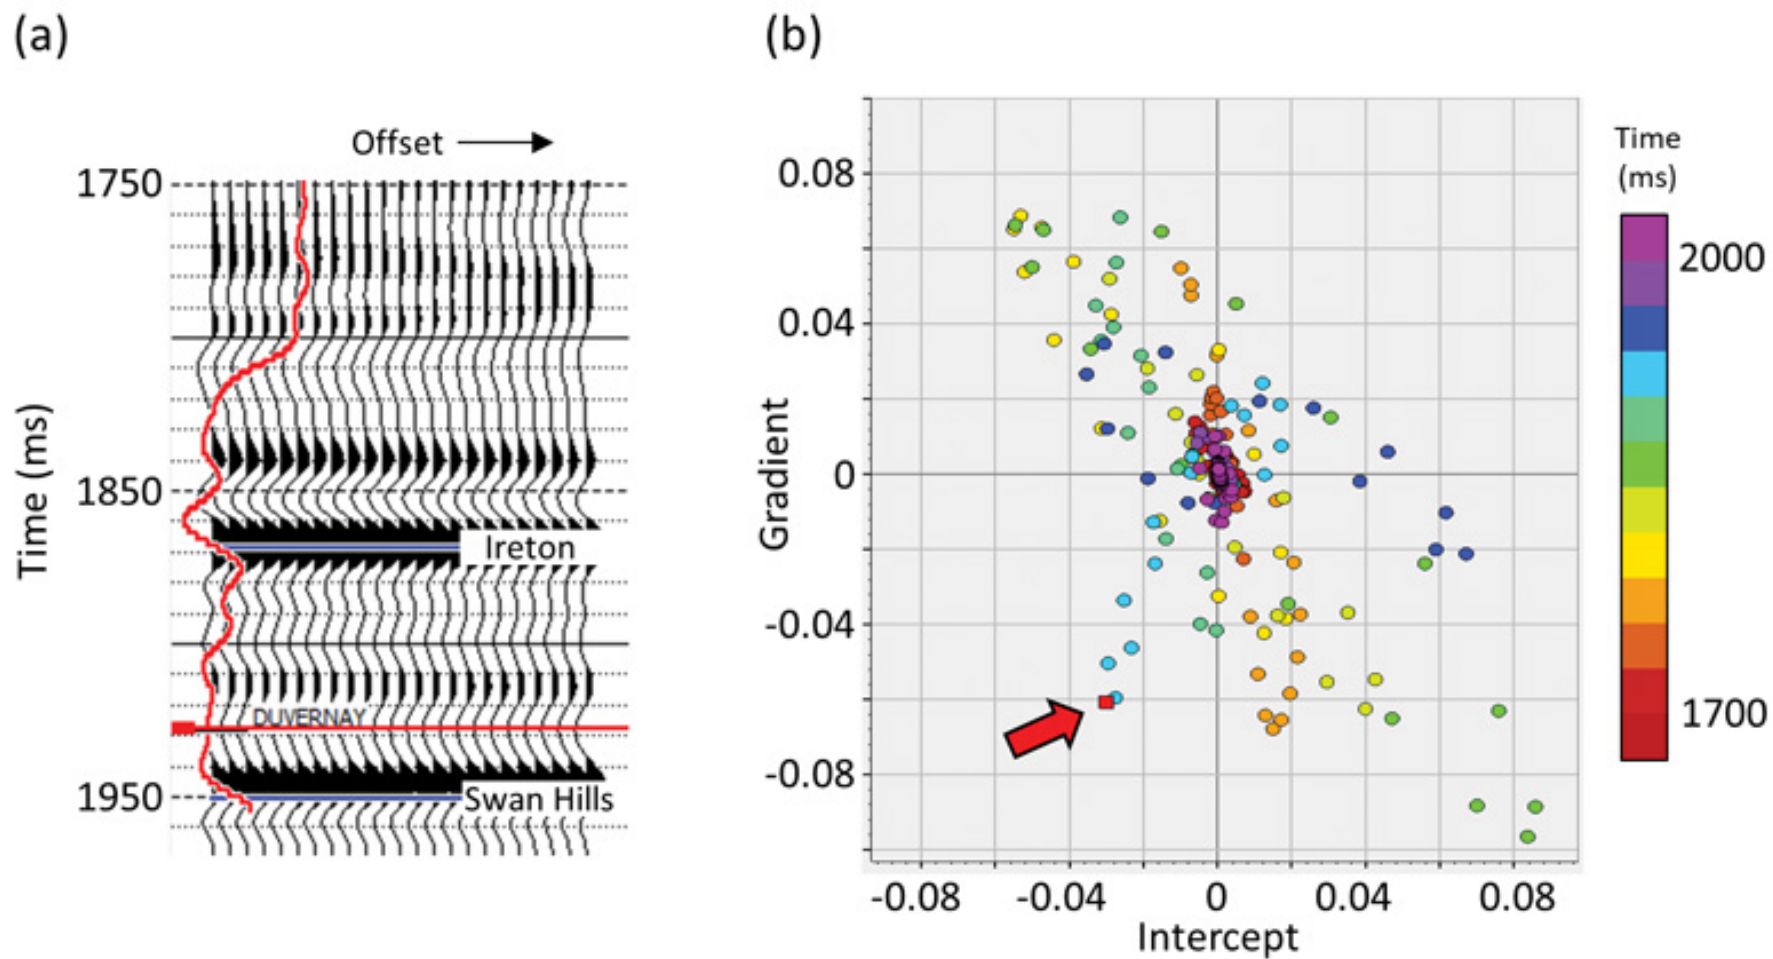 (a)
Offset
1750
1850
1950
Time (ms)
Ireton
DUVERNAY
Swan Hills
(b)
0.08
0.04
0
-0.04
-0.08
Gradient
-0.08 -0.04 0 0.04 0.08
Intercept
Time
(ms)
2000
1700